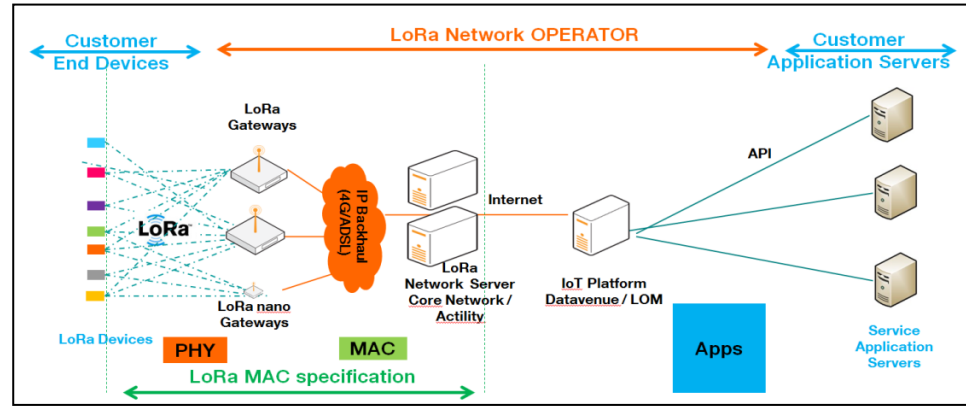 Customer
End Devices
LoRa Network OPERATOR
Customer
Application Servers
LoRa
Gateways
API
IP Backhaul
(4G/ADSL)
Internet
LoRa
LoRa
Network Server
Core Network /
Actility
IoT Platform
Datavenue / LOM
LoRa nano
Gateways
LoRa Devices
PHY
MAC
Apps
Service
Application
Servers
LoRa MAC specification